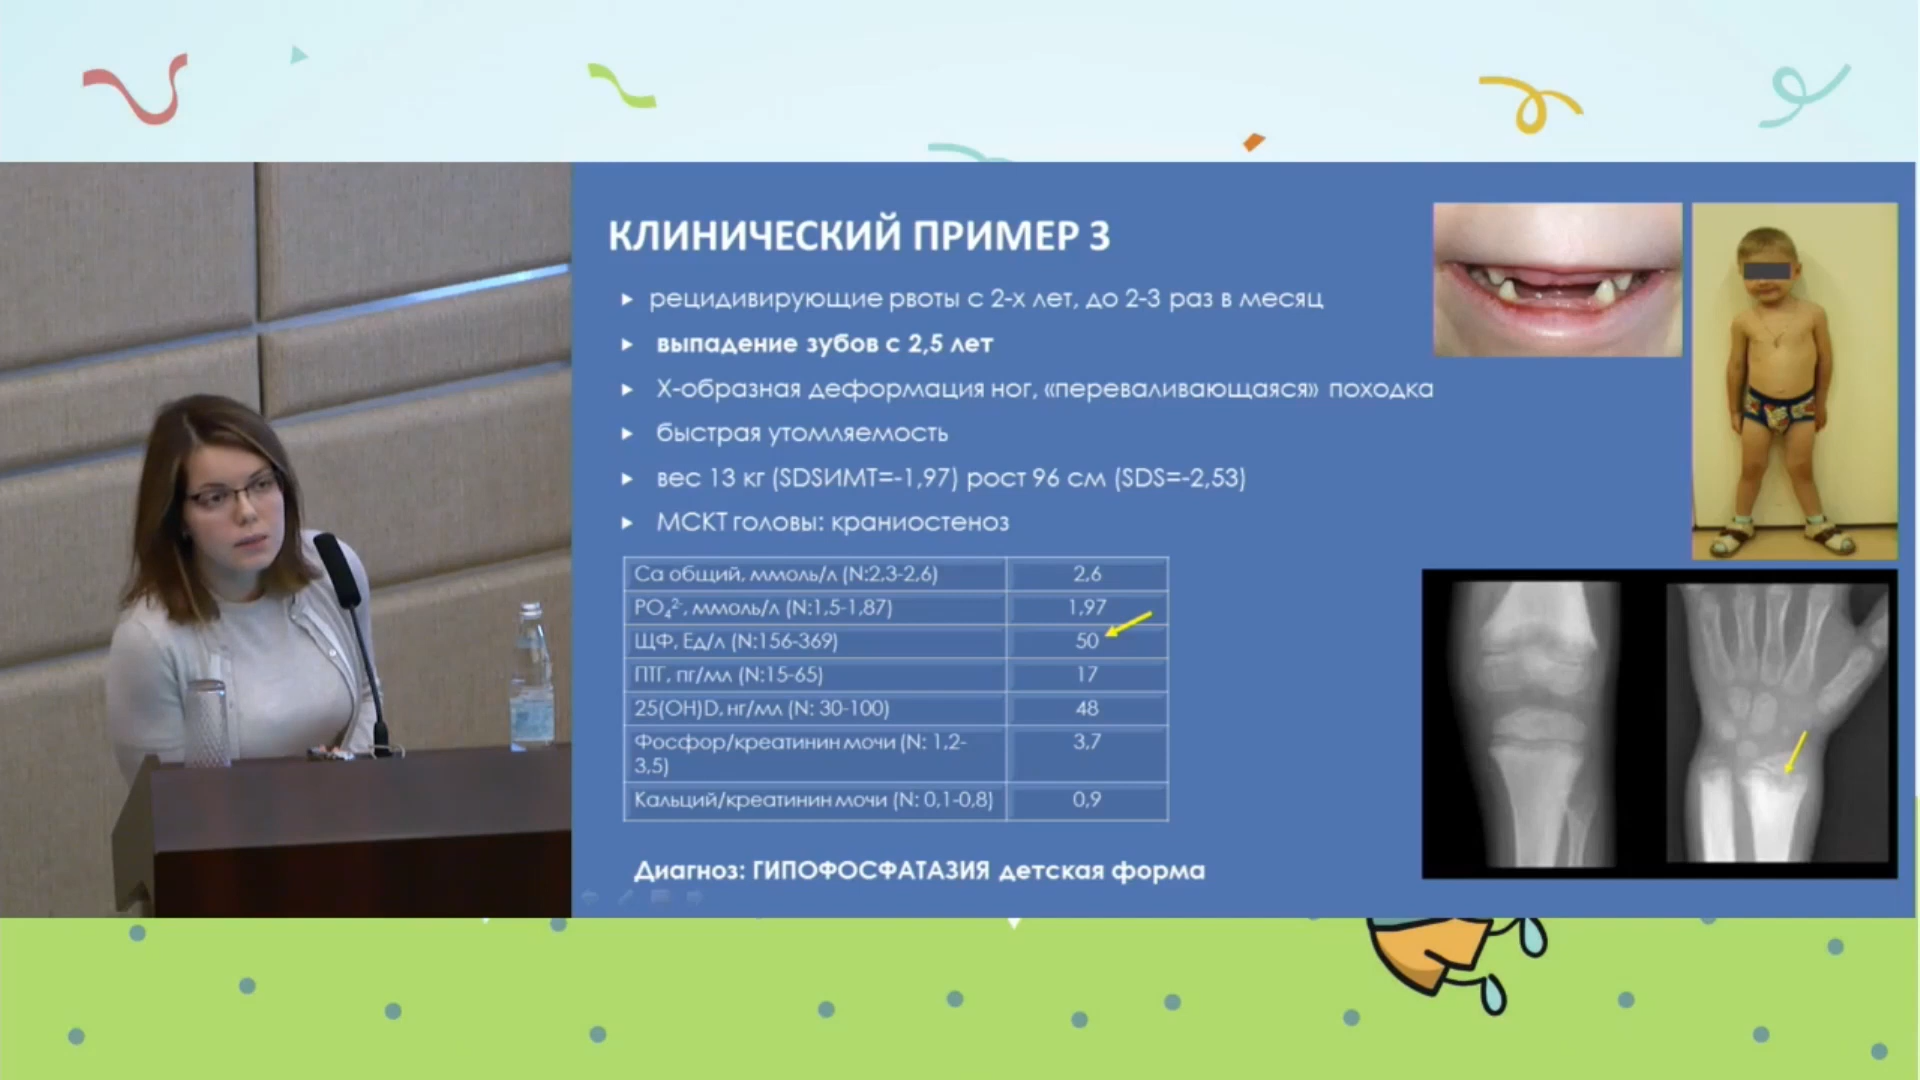 КЛИНИЧЕСКИЙ ПРИМЕР 3
рецидивирующие рвоты с 2-х лет, до 2-3 раз в месяц
выпадение зубов с 2,5 лет
Х-образная деформация ног, «переваливающаяся» походка
быстрая утомляемость
вес 13 кг (SDSИМТ=-1,97) рост 96 см (SDS=-2,53)
МСКТ головы: краниостеноз
Ca общий, ммоль/л (N:2,3-2,6) 2,6
PO₄²⁻, ммоль/л (N:1,5-1,87) 1,97
ЩФ, Ед/л (N:156-369) 50
ПТГ, пг/мл (N:15-65) 17
25(OH)D, нг/мл (N: 30-100) 48
Фосфор/креатинин мочи (N: 1,2-
3,5) 3,7
Кальций/креатинин мочи (N: 0,1-0,8) 0,9
Диагноз: ГИПОФОСФАТАЗИЯ детская форма